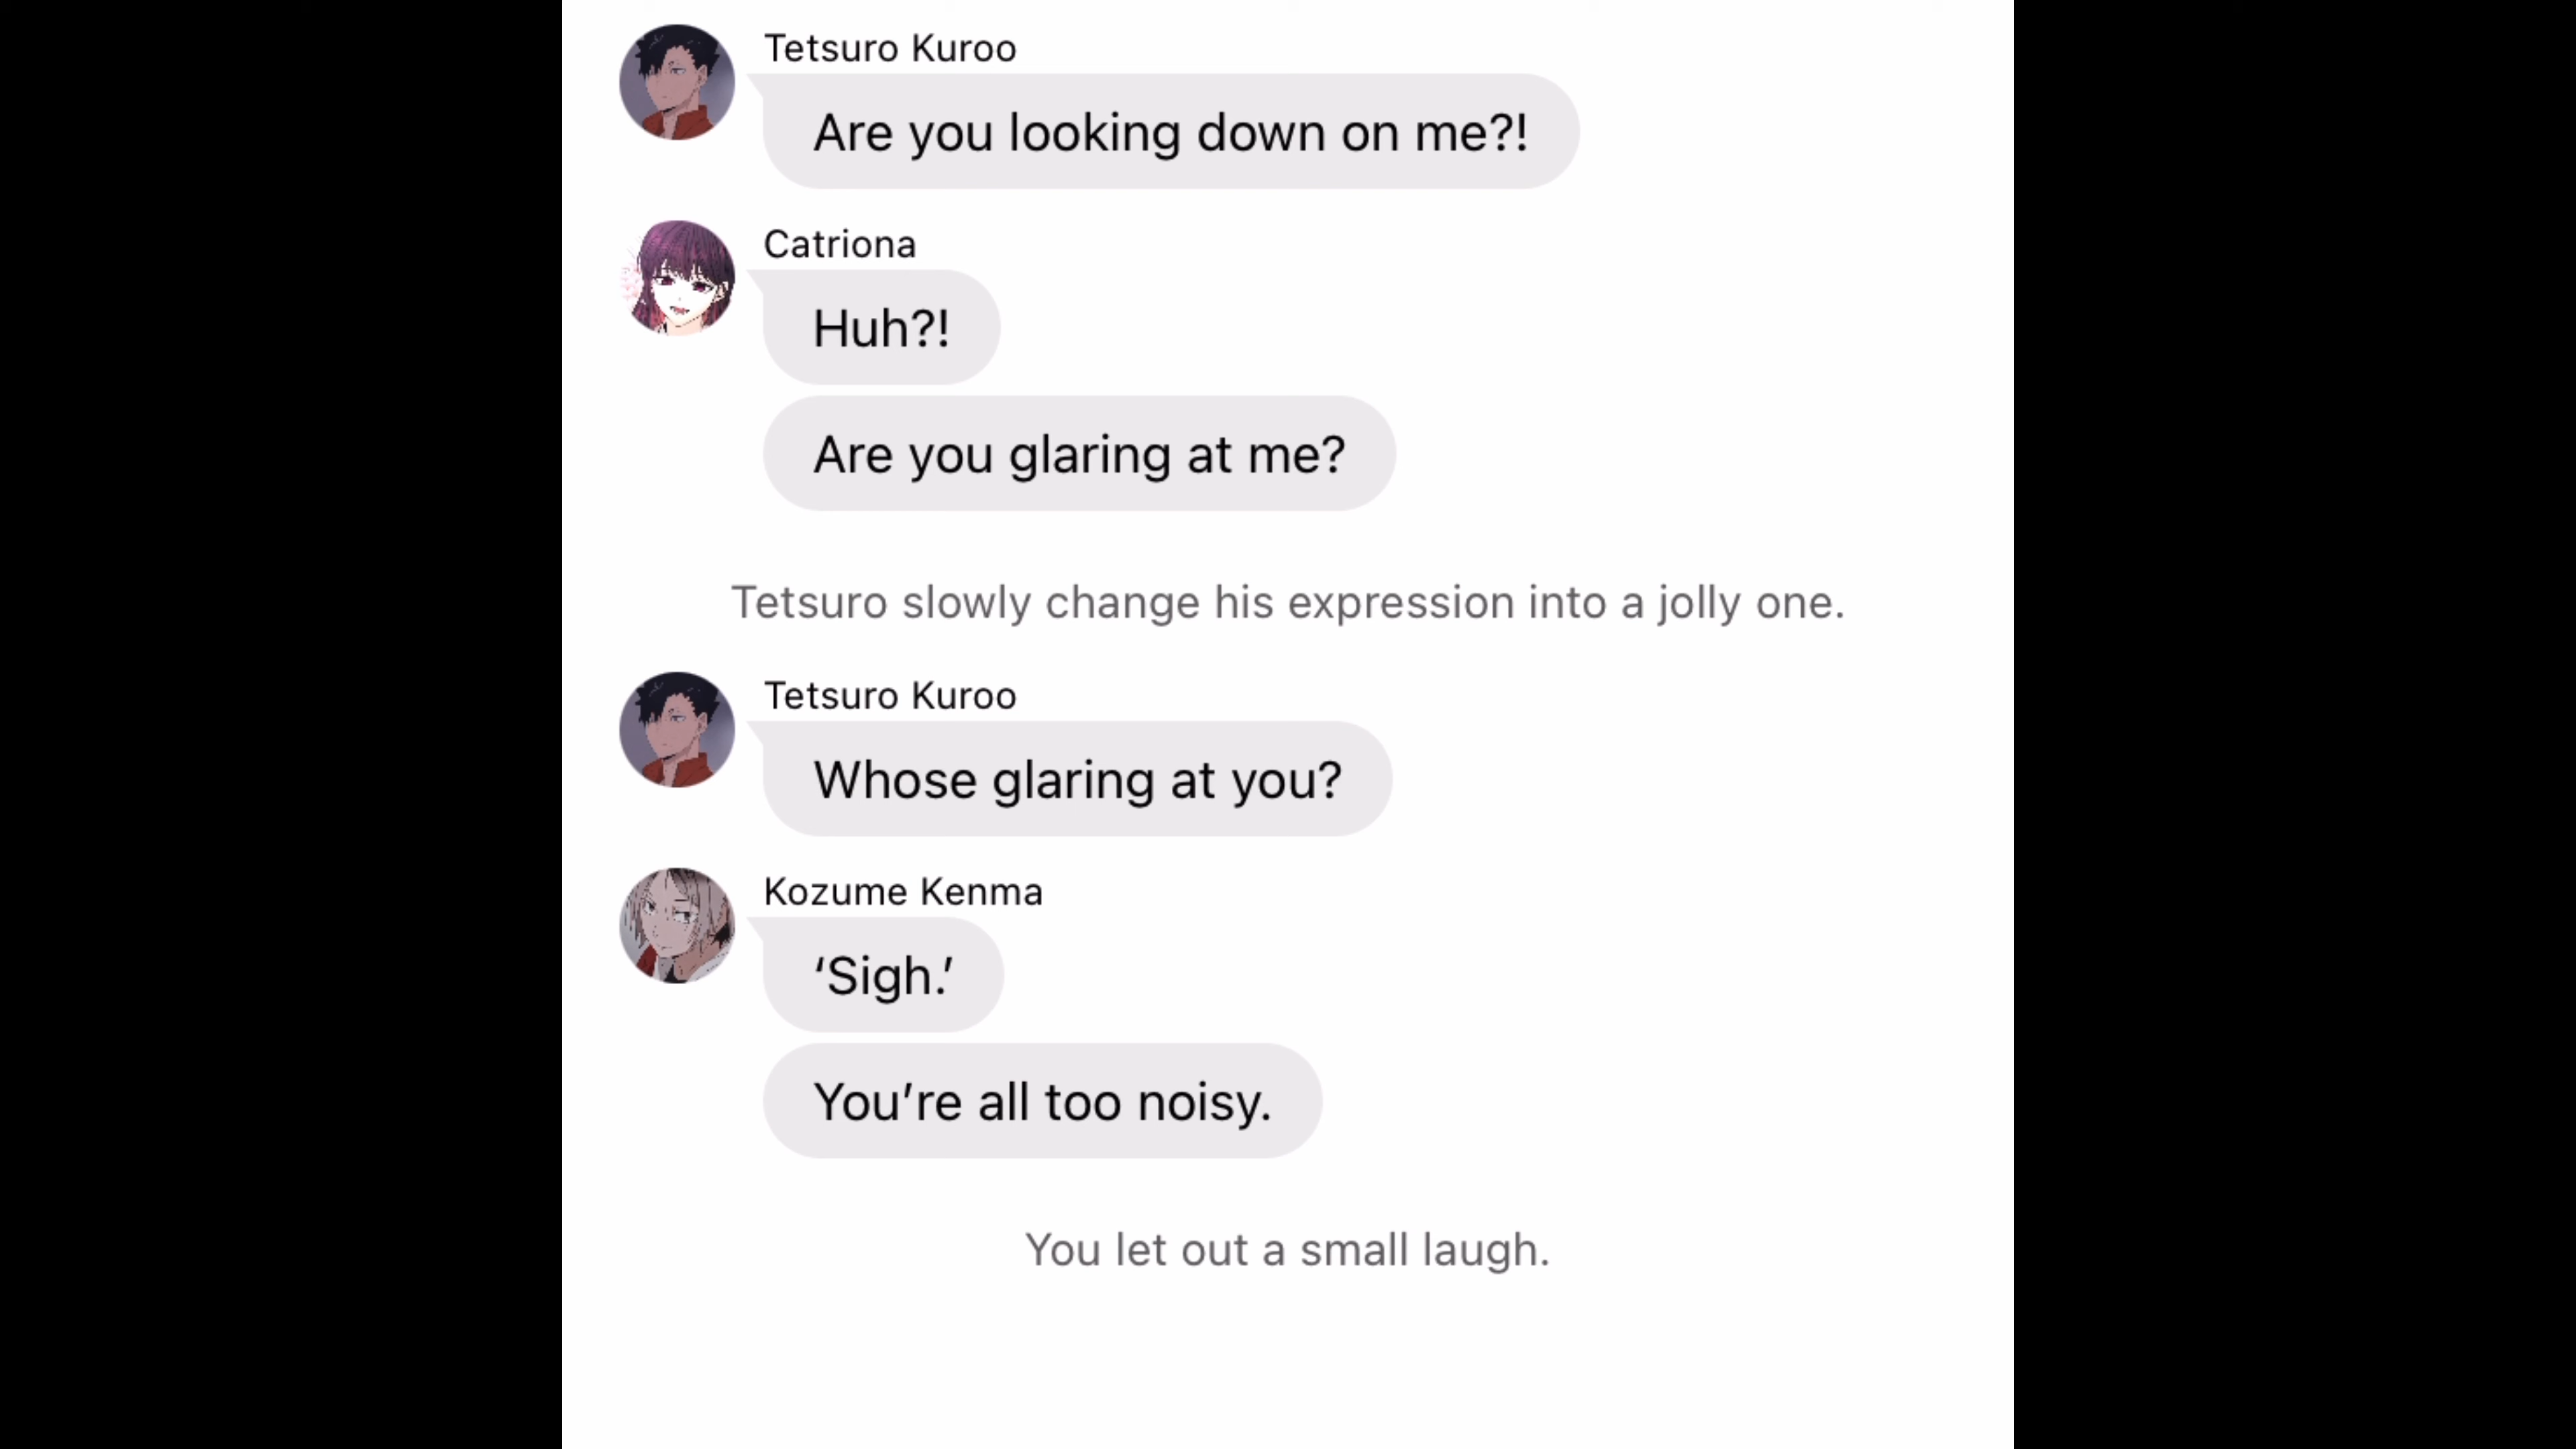 Tetsuro Kuroo
Are you looking down on me?!
Catriona
Huh?!
Are you glaring at me?
Tetsuro slowly change his expression into a jolly one.
Tetsuro Kuroo
Whose glaring at you?
Kozume Kenma
‘Sigh.’
You’re all too noisy.
You let out a small laugh.